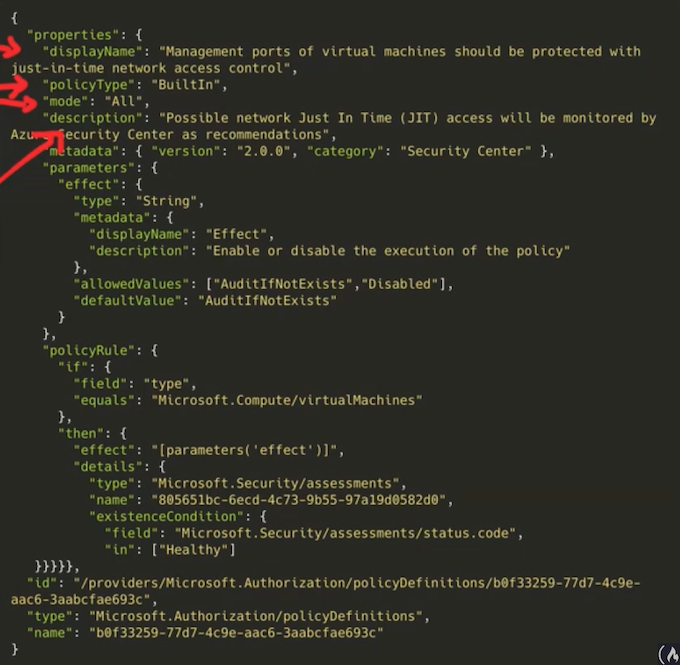 {
"properties": {
"displayName": "Management ports of virtual machines should be protected with
just-in-time network access control",
"policyType": "BuiltIn",
"mode": "All",
"description": "Possible network Just In Time (JIT) access will be monitored by
Azure Security Center as recommendations",
"metadata": { "version": "2.0.0", "category": "Security Center" },
"parameters": {
"effect": {
"type": "String",
"metadata": {
"displayName": "Effect",
"description": "Enable or disable the execution of the policy"
},
"allowedValues": ["AuditIfNotExists","Disabled"],
"defaultValue": "AuditIfNotExists"
}
},
"policyRule": {
"if": {
"field": "type",
"equals": "Microsoft.Compute/virtualMachines"
},
"then": {
"effect": "[parameters('effect')]",
"details": {
"type": "Microsoft.Security/assessments",
"name": "805651bc-6ecd-4c73-9b55-97a19d0582d0",
"existenceCondition": {
"field": "Microsoft.Security/assessments/status.code",
"in": ["Healthy"]
}}}}},
"id": "/providers/Microsoft.Authorization/policyDefinitions/b0f33259-77d7-4c9e-
aac6-3aabcfae693c",
"type": "Microsoft.Authorization/policyDefinitions",
"name": "b0f33259-77d7-4c9e-aac6-3aabcfae693c"
}